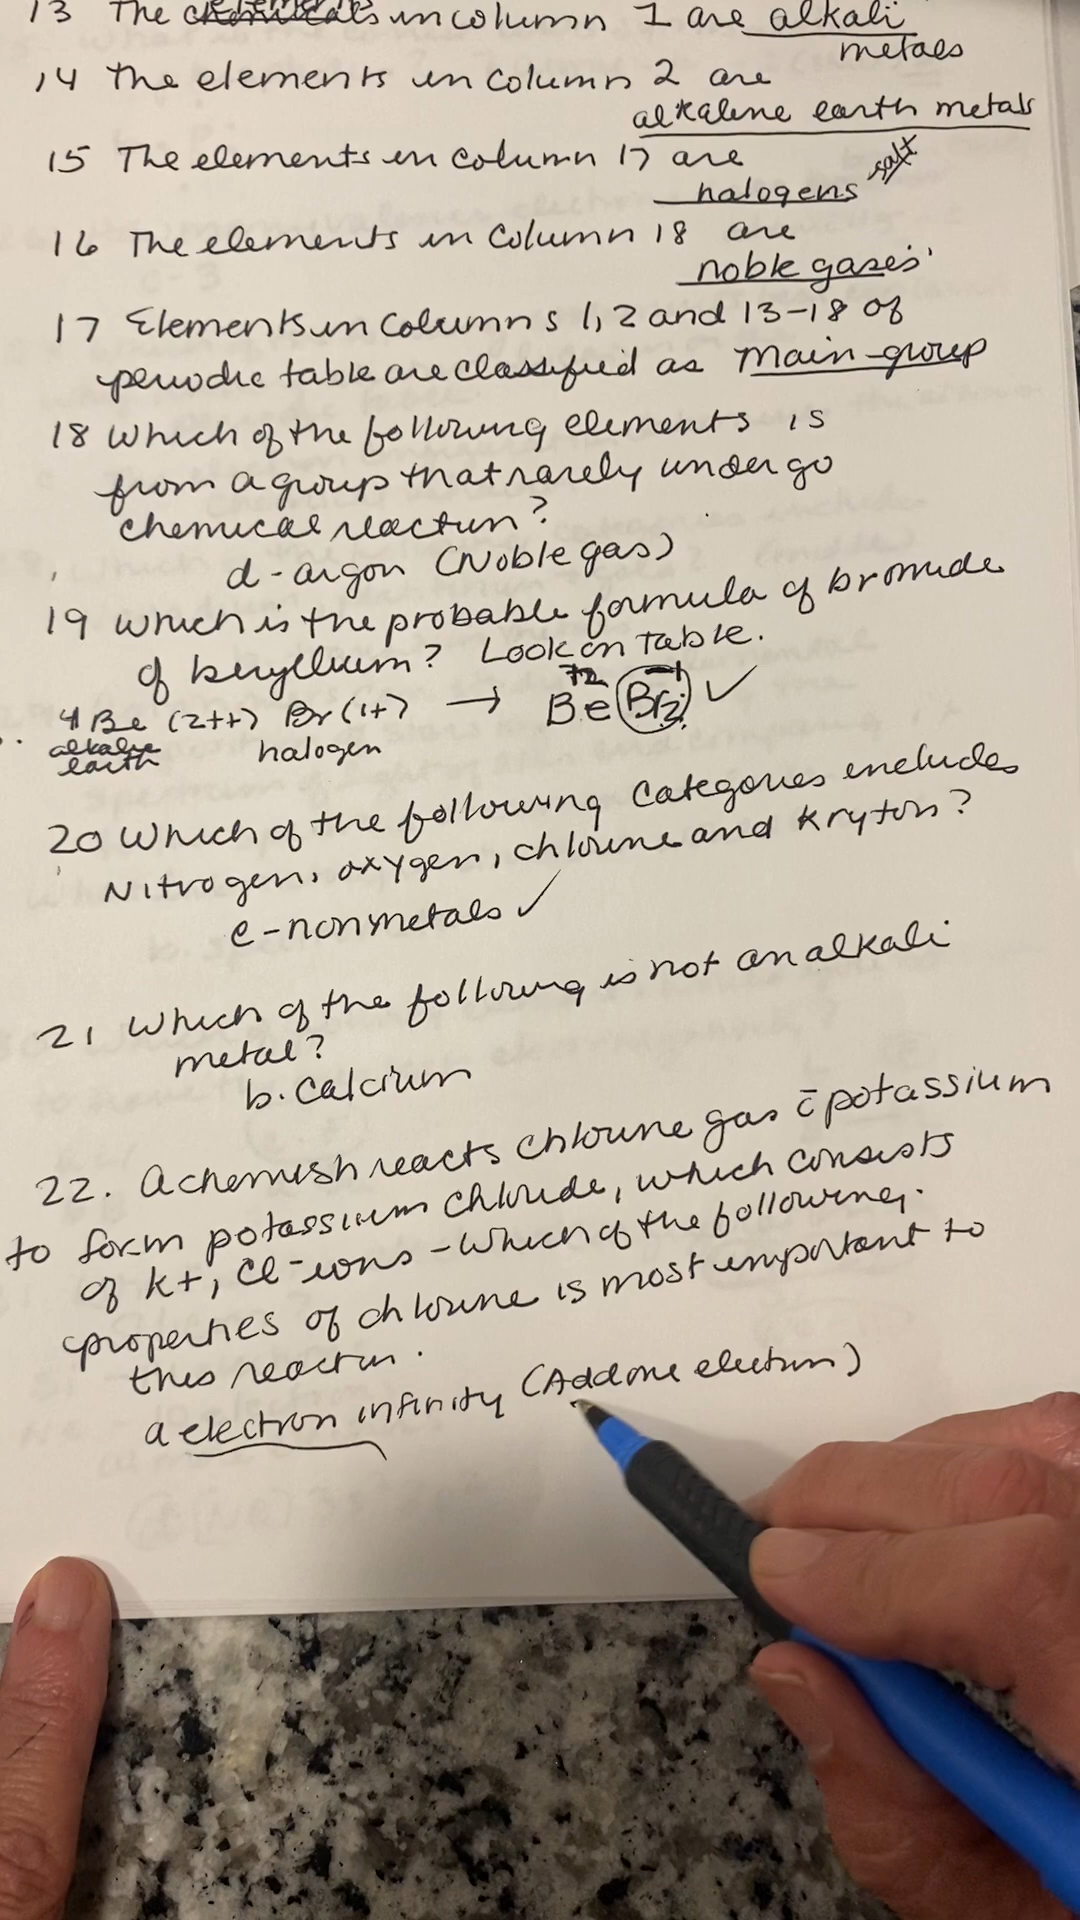 13 The elements in column 1 are alkali
metals
14 The elements in column 2 are
alkaline earth metals
15 The elements in column 17 are
halogens salt
16 The elements in column 18 are
noble gases.
17 Elements in columns 1, 2 and 13-18 of
periodic table are classified as Main-group
18 Which of the following elements is
from a group that rarely undergo
chemical reactun?
d - argon (Noble gas)
19 Which is the probable formula of bromide
of beryllium? Look on Table.
4 Be (2++) Br (1+) → Be +2 Br2 -1 ✓
alkalie halogen
earth
20 Which of the following categories includes
Nitrogen, oxygen, chlorine and Kryton?
c - nonmetals ✓
21 Which of the following is not an alkali
metal?
b. Calcium
22. A chemish reacts chlorine gas c̄ potassium
to form potassium chloride, which consists
of K+, Cl- ions - Which of the following
properties of chlorine is most important to
this reactun.
a electron infinity (Add one electron)